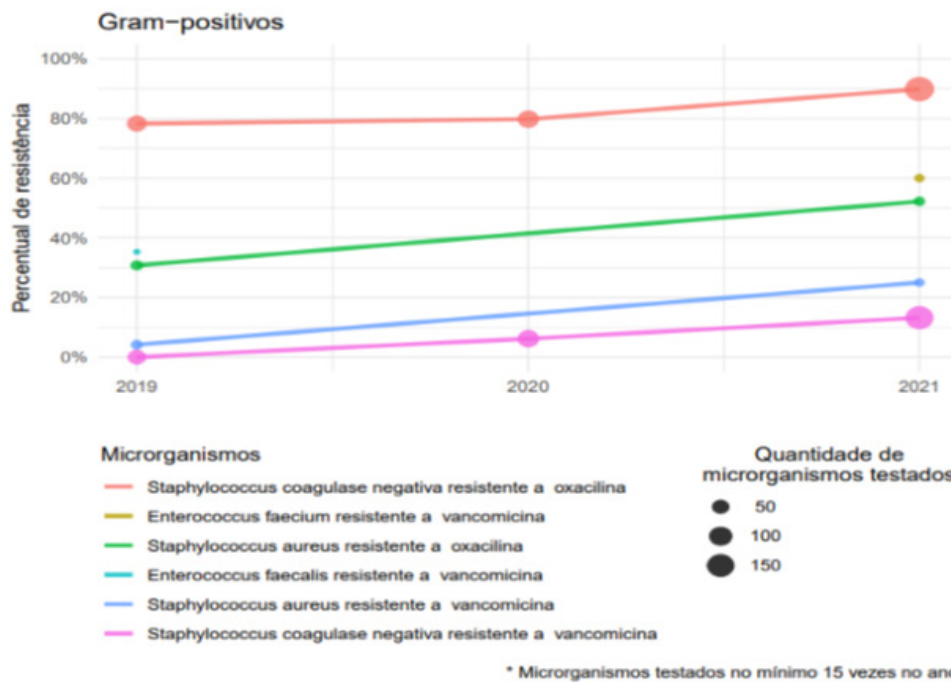 Gram−positivos
100%
80%
60%
40%
20%
0%
Percentual de resistência
2019 2020 2021
Microrganismos
Staphylococcus coagulase negativa resistente a oxacilina
Enterococcus faecium resistente a vancomicina
Staphylococcus aureus resistente a oxacilina
Enterococcus faecalis resistente a vancomicina
Staphylococcus aureus resistente a vancomicina
Staphylococcus coagulase negativa resistente a vancomicina
Quantidade de
microrganismos testados
50
100
150
* Microrganismos testados no mínimo 15 vezes no ano